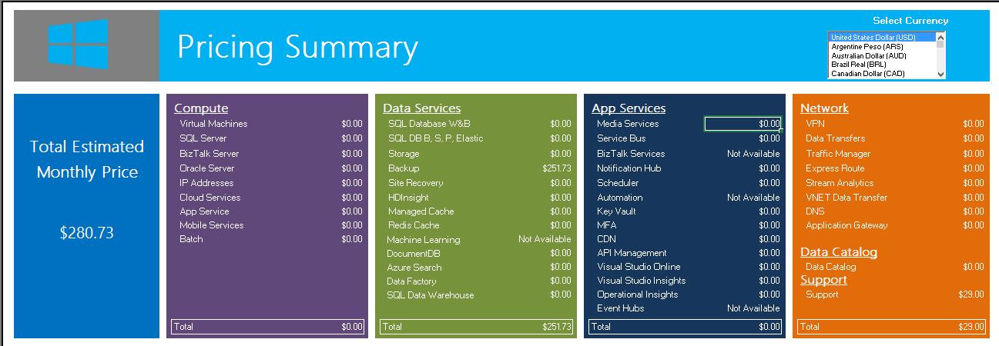 Select Currency
Pricing Summary
United States Dollar (USD)
Argentine Peso (ARS)
Australian Dollar (AUD)
Brazil Real (BRL)
Canadian Dollar (CAD)
Total Estimated
Monthly Price
$280.73
Compute
Virtual Machines $0.00
SQL Server $0.00
BizTalk Server $0.00
Oracle Server $0.00
IP Addresses $0.00
Cloud Services $0.00
App Service $0.00
Mobile Services $0.00
Batch $0.00
Total $0.00
Data Services
SQL Database W&B $0.00
SQL DB B, S, P, Elastic $0.00
Storage $0.00
Backup $251.73
Site Recovery $0.00
HDInsight $0.00
Managed Cache $0.00
Redis Cache $0.00
Machine Learning Not Available
DocumentDB $0.00
Azure Search $0.00
Data Factory $0.00
SQL Data Warehouse $0.00
Total $251.73
App Services
Media Services $0.00
Service Bus $0.00
BizTalk Services Not Available
Notification Hub $0.00
Scheduler $0.00
Automation Not Available
Key Vault $0.00
MFA $0.00
CDN $0.00
API Management $0.00
Visual Studio Online $0.00
Visual Studio Insights $0.00
Operational Insights $0.00
Event Hubs Not Available
Total $0.00
Network
VPN $0.00
Data Transfers $0.00
Traffic Manager $0.00
Express Route $0.00
Stream Analytics $0.00
VNET Data Transfer $0.00
DNS $0.00
Application Gateway $0.00
Data Catalog
Data Catalog $0.00
Support
Support $29.00
Total $29.00